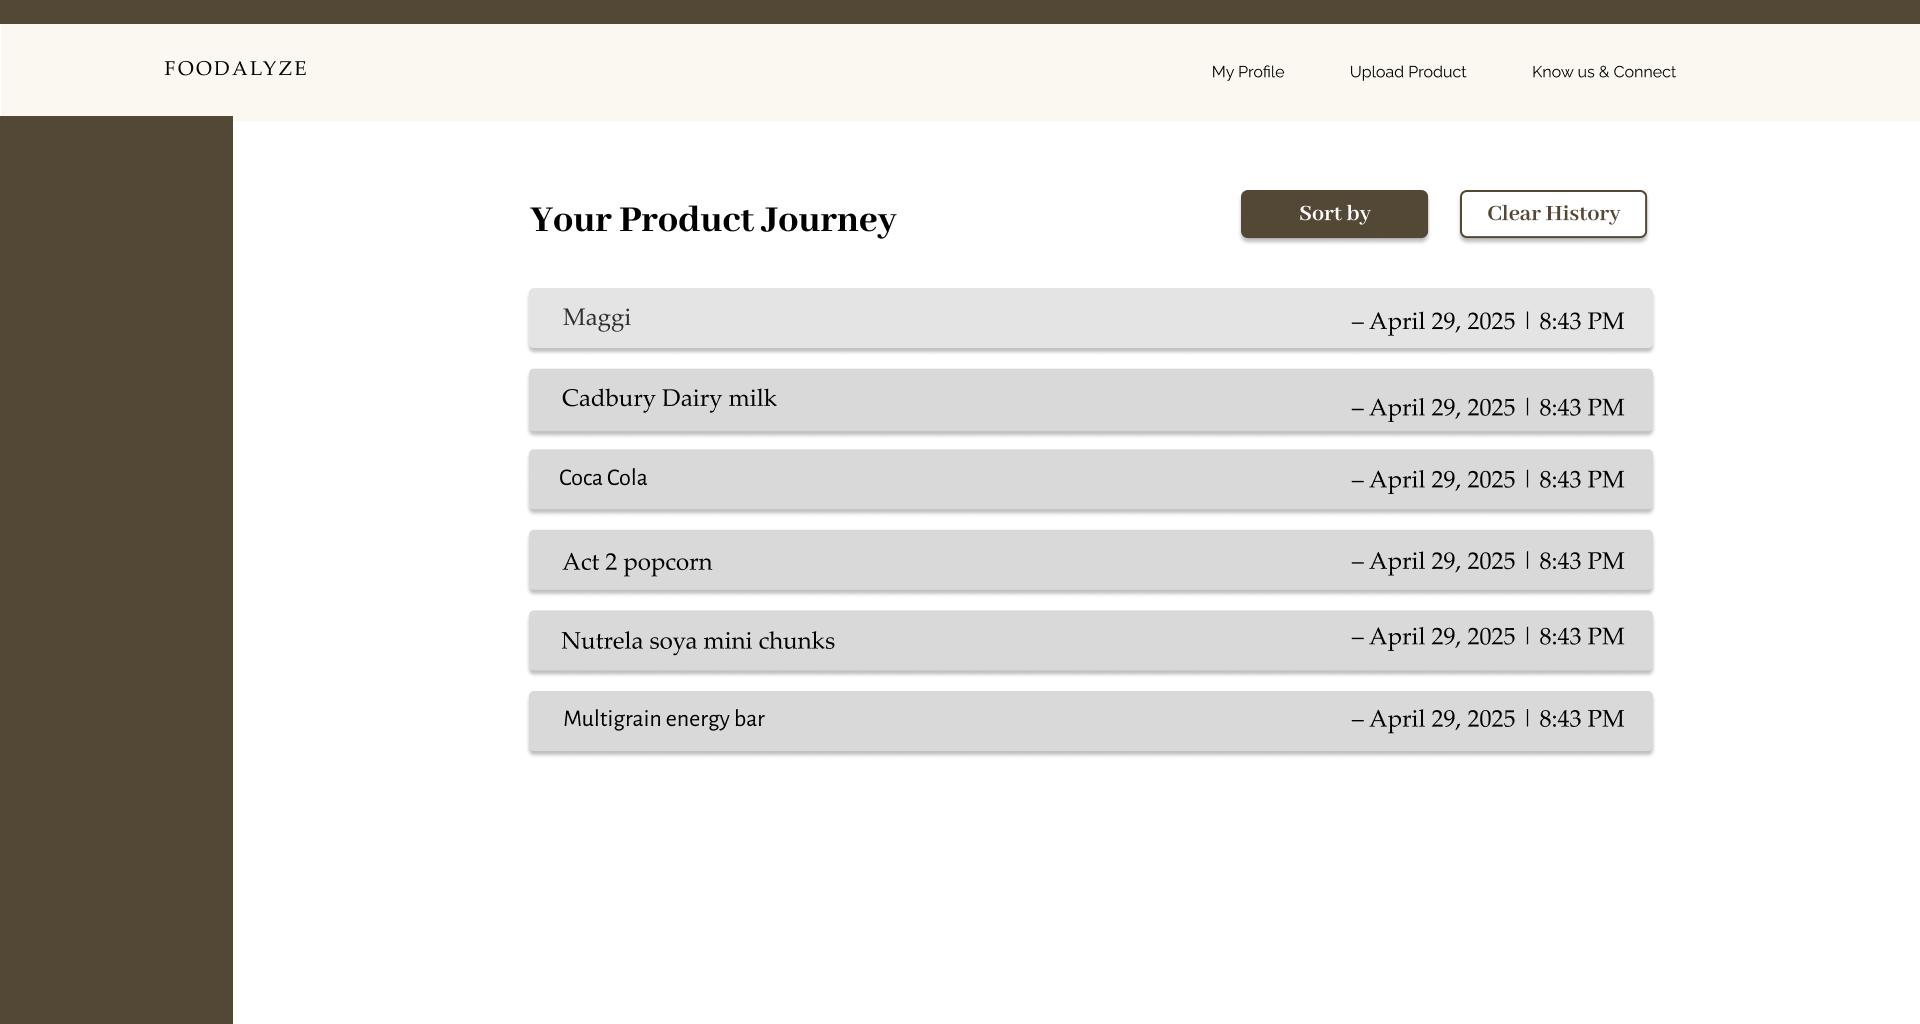 FOODALYZE
My Profile
Upload Product
Know us & Connect
Your Product Journey
Sort by
Clear History
Maggi
– April 29, 2025 | 8:43 PM
Cadbury Dairy milk
– April 29, 2025 | 8:43 PM
Coca Cola
– April 29, 2025 | 8:43 PM
Act 2 popcorn
– April 29, 2025 | 8:43 PM
Nutrela soya mini chunks
– April 29, 2025 | 8:43 PM
Multigrain energy bar
– April 29, 2025 | 8:43 PM